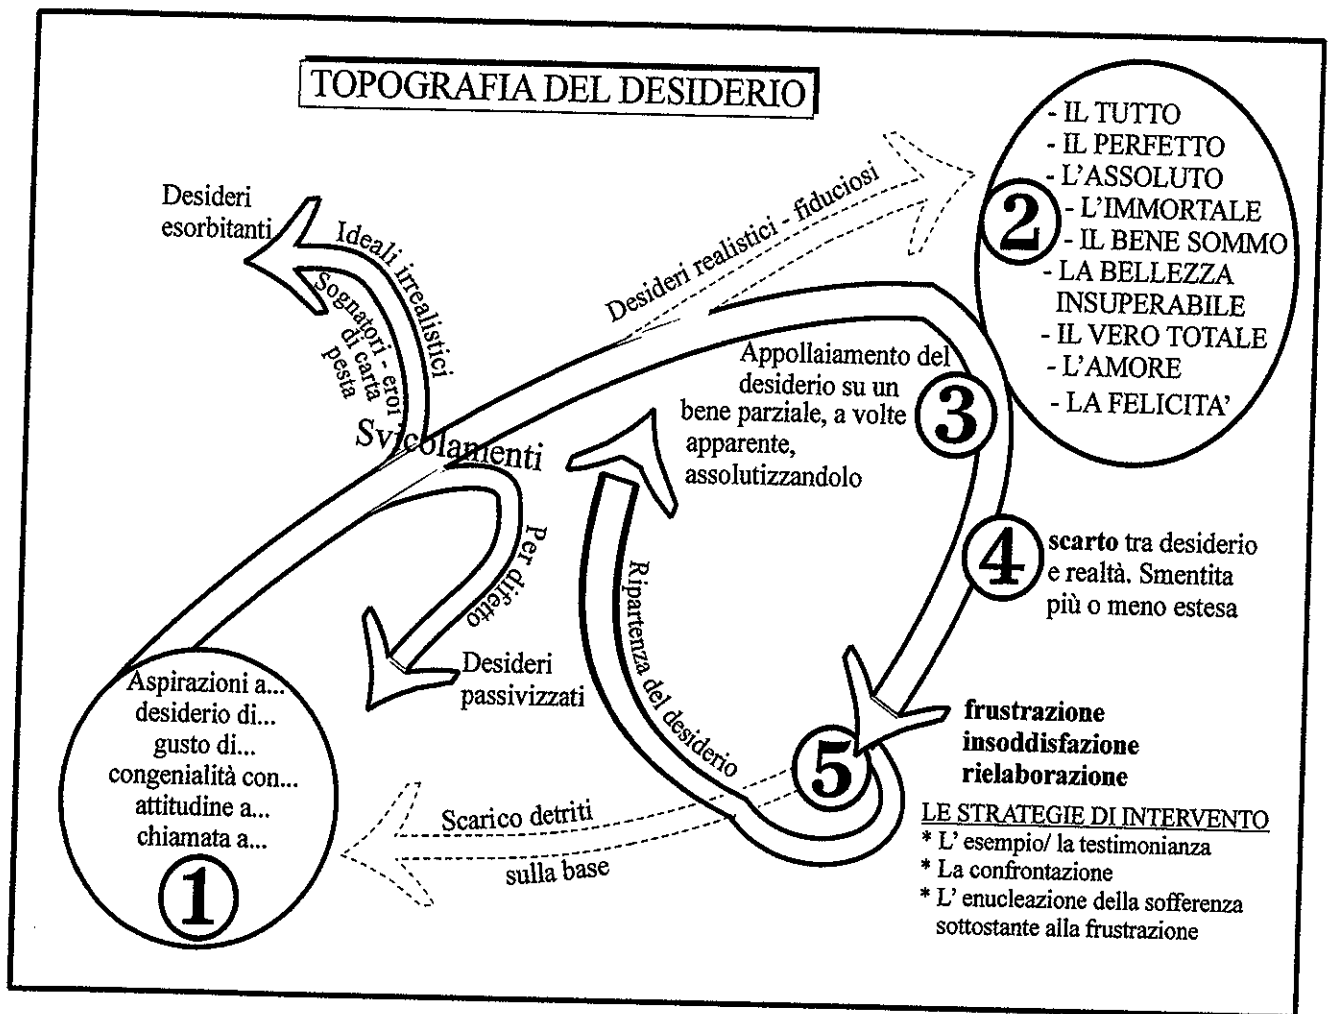 TOPOGRAFIA DEL DESIDERIO
- IL TUTTO
- IL PERFETTO
- L'ASSOLUTO
- L'IMMORTALE
- IL BENE SOMMO
- LA BELLEZZA
INSUPERABILE
- IL VERO TOTALE
- L'AMORE
- LA FELICITA'
2
Desideri
esorbitanti
Ideali irrealistici
Sognatori - eroi
di carta
pesta
Desideri realistici - fiduciosi
Svicolamenti
Appollaiamento del
desiderio su un
bene parziale, a volte
apparente,
assolutizzandolo
3
4
scarto tra desiderio
e realtà. Smentita
più o meno estesa
Per difetto
Desideri
passivizzati
Ripartenza del desiderio
Aspirazioni a...
desiderio di...
gusto di...
congenialità con...
attitudine a...
chiamata a...
1
Scarico detriti
sulla base
5
frustrazione
insoddisfazione
rielaborazione
LE STRATEGIE DI INTERVENTO
* L' esempio/ la testimonianza
* La confrontazione
* L' enucleazione della sofferenza
sottostante alla frustrazione